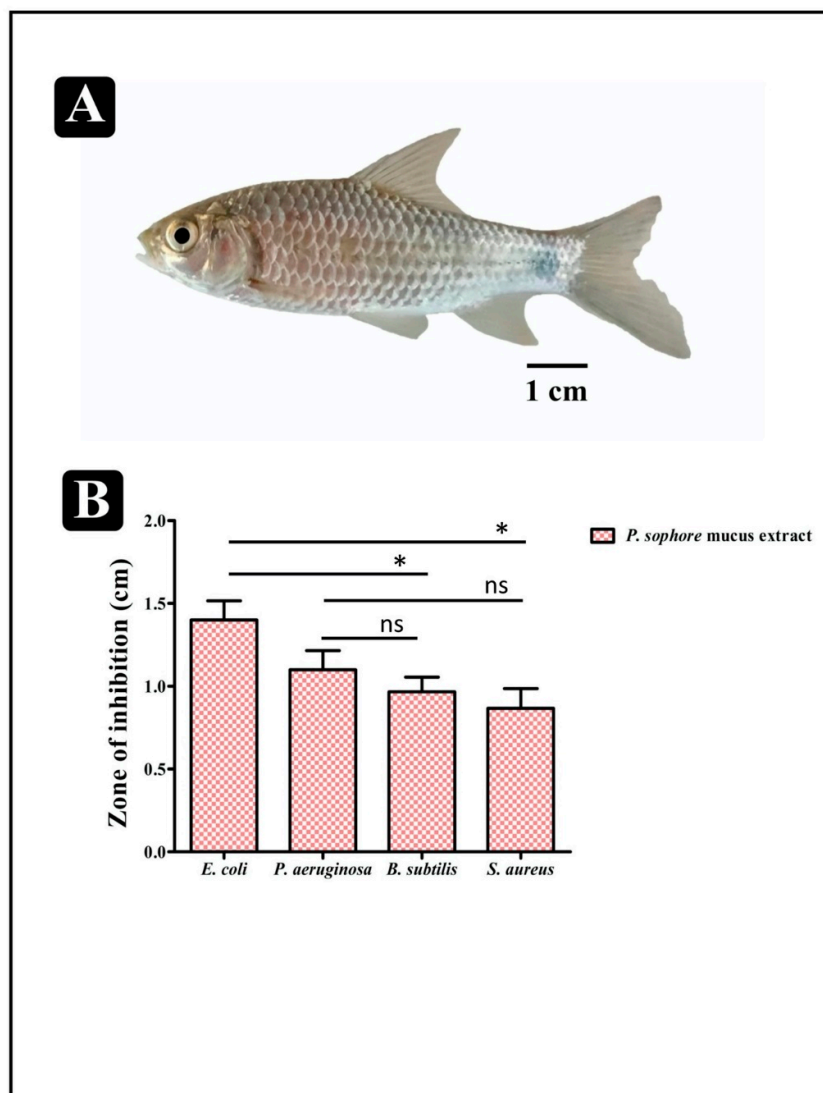 A
1 cm
B
Zone of inhibition (cm)
2.0
1.5
1.0
0.5
0.0
*
*
ns
ns
P. sophore mucus extract
E. coli P. aeruginosa B. subtilis S. aureus